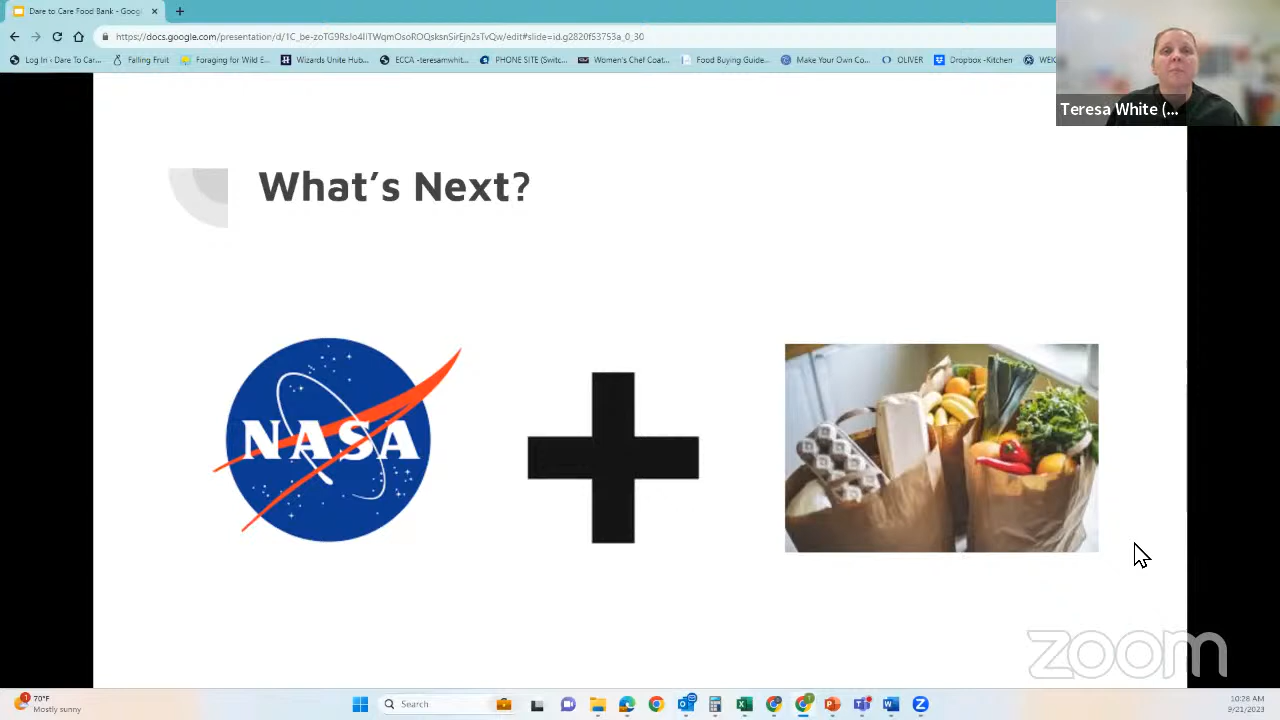 Dare to Care Food Bank - Googl
https://docs.google.com/presentation/d/1C_be-zoTG9RsJo4IiTWqmOsoROQsksnSirEjn2sTvQw/edit#slide=id.g2820f53753a_0_30
Log In ‹ Dare To Car... Falling Fruit Foraging for Wild E... Wizards Unite Hub... ECCA -teresamwhit... PHONE SITE (Switc... Women's Chef Coat... Food Buying Guide... Make Your Own Co... OLIVER Dropbox -Kitchen WEK
Teresa White (...
What's Next?
NASA
zoom
70°F
Mostly sunny
Search
10:28 AM
9/21/2023